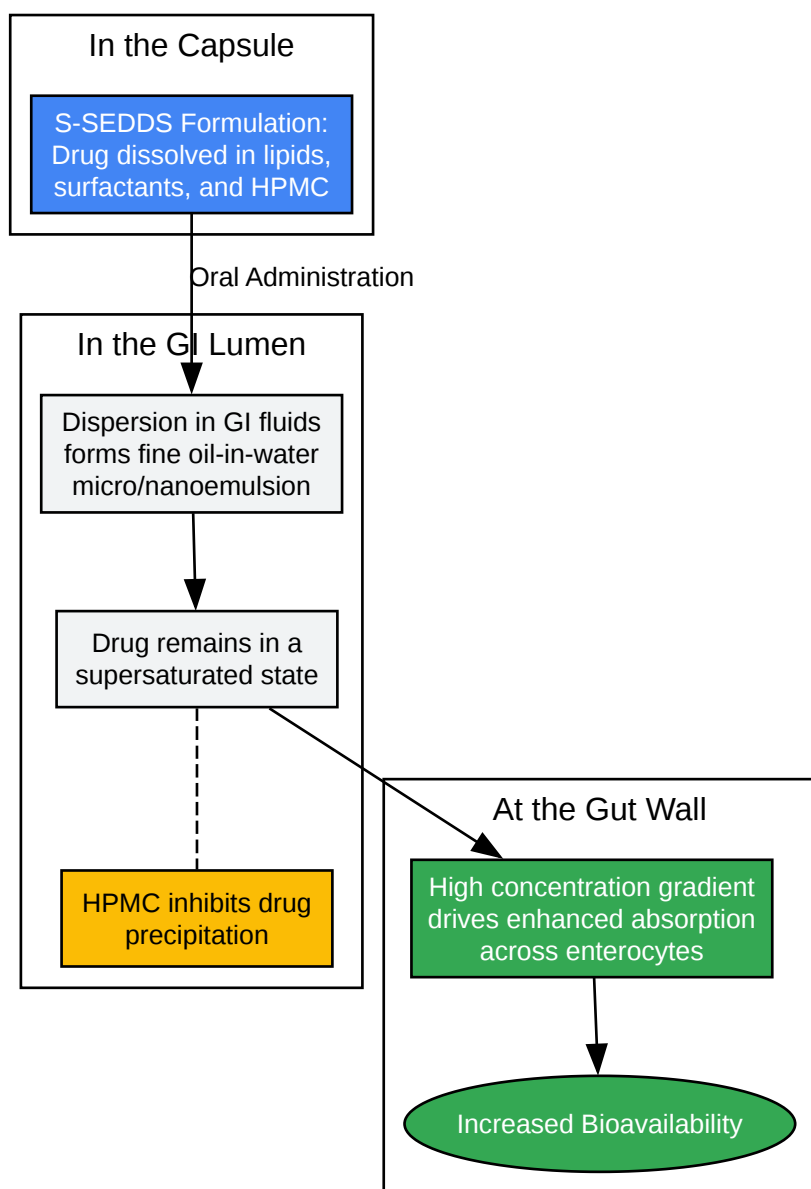 In the Capsule
S-SEDDS Formulation:
Drug dissolved in lipids,
surfactants, and HPMC
Oral Administration
In the GI Lumen
Dispersion in GI fluids
forms fine oil-in-water
micro/nanoemulsion
Drug remains in a
supersaturated state
HPMC inhibits drug
precipitation
At the Gut Wall
High concentration gradient
drives enhanced absorption
across enterocytes
Increased Bioavailability